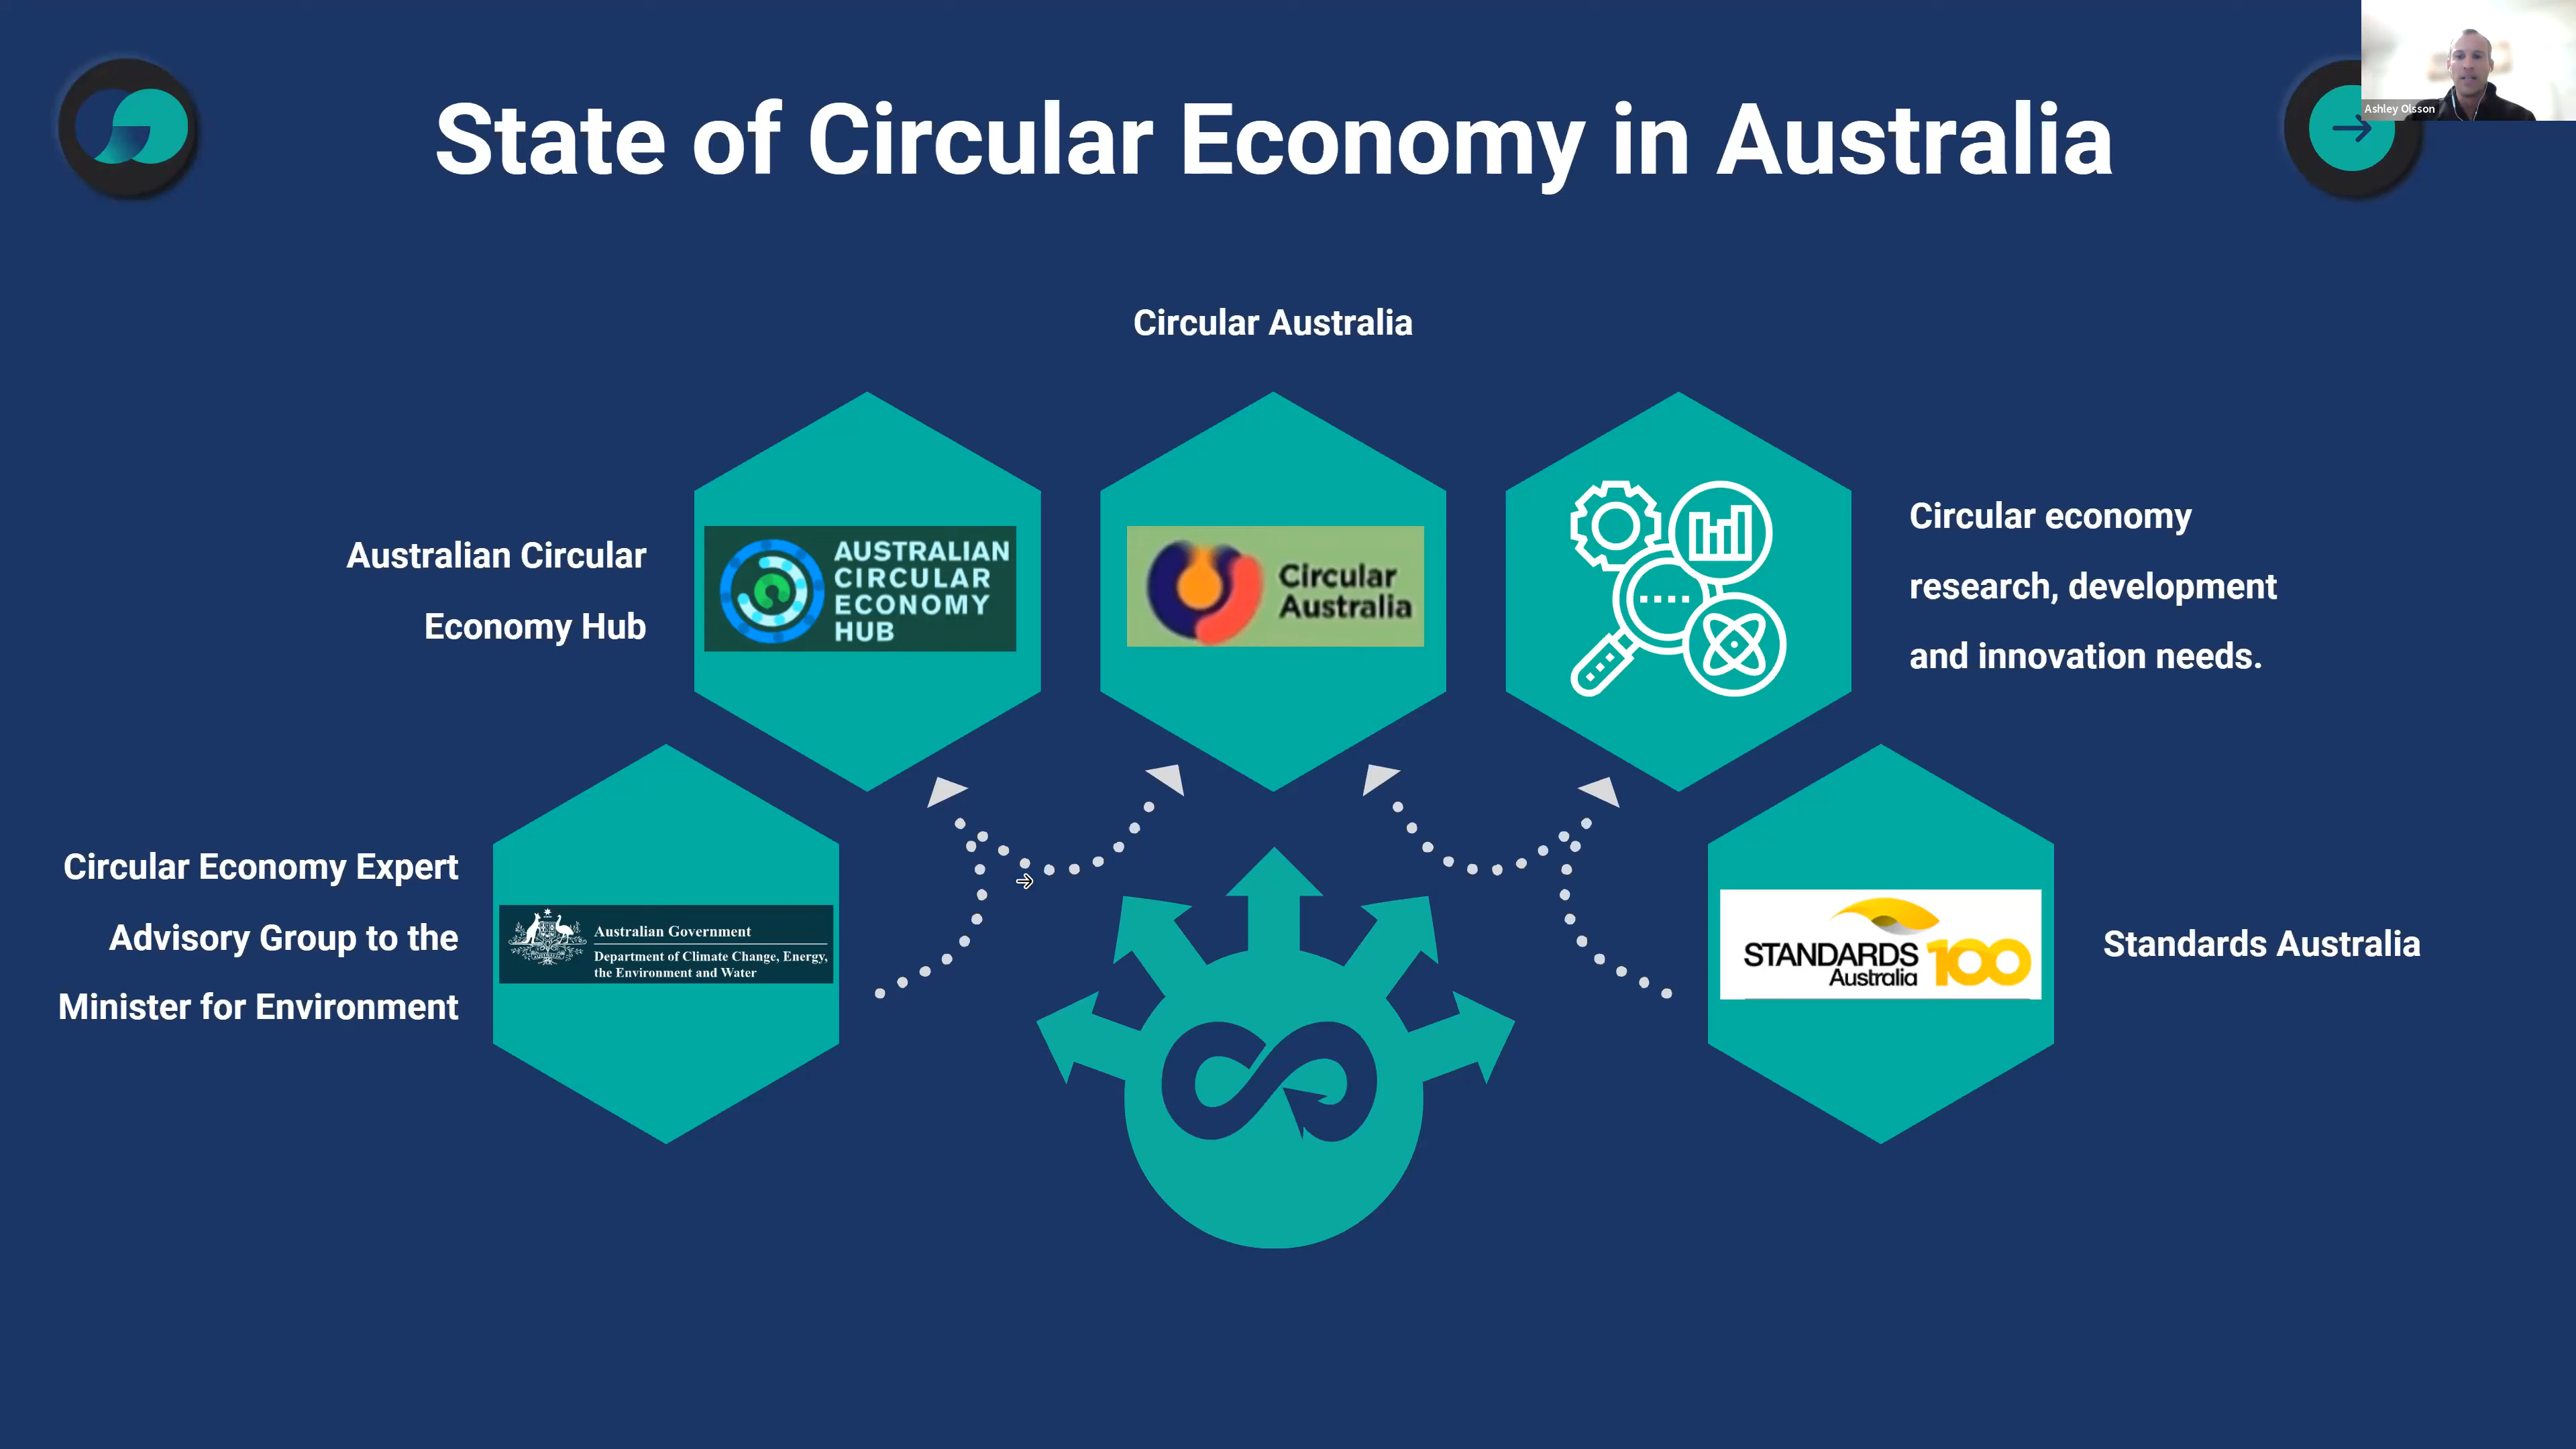 State of Circular Economy in Australia
Ashley Olsson
Circular Australia
Australian Circular
Economy Hub
AUSTRALIAN
CIRCULAR
ECONOMY
HUB
Circular
Australia
Circular economy
research, development
and innovation needs.
Circular Economy Expert
Advisory Group to the
Minister for Environment
Australian Government
Department of Climate Change, Energy,
the Environment and Water
STANDARDS
Australia
100
Standards Australia